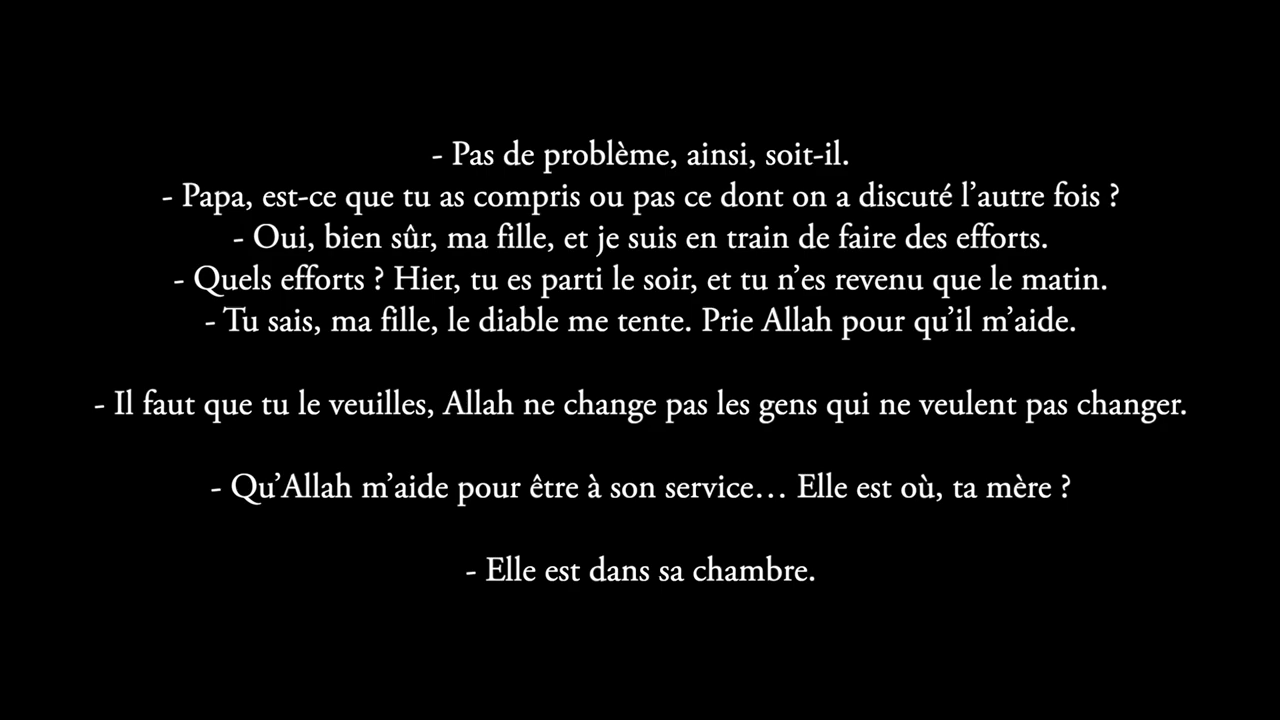 - Pas de problème, ainsi, soit-il.
- Papa, est-ce que tu as compris ou pas ce dont on a discuté l’autre fois ?
- Oui, bien sûr, ma fille, et je suis en train de faire des efforts.
- Quels efforts ? Hier, tu es parti le soir, et tu n’es revenu que le matin.
- Tu sais, ma fille, le diable me tente. Prie Allah pour qu’il m’aide.
- Il faut que tu le veuilles, Allah ne change pas les gens qui ne veulent pas changer.
- Qu’Allah m’aide pour être à son service… Elle est où, ta mère ?
- Elle est dans sa chambre.